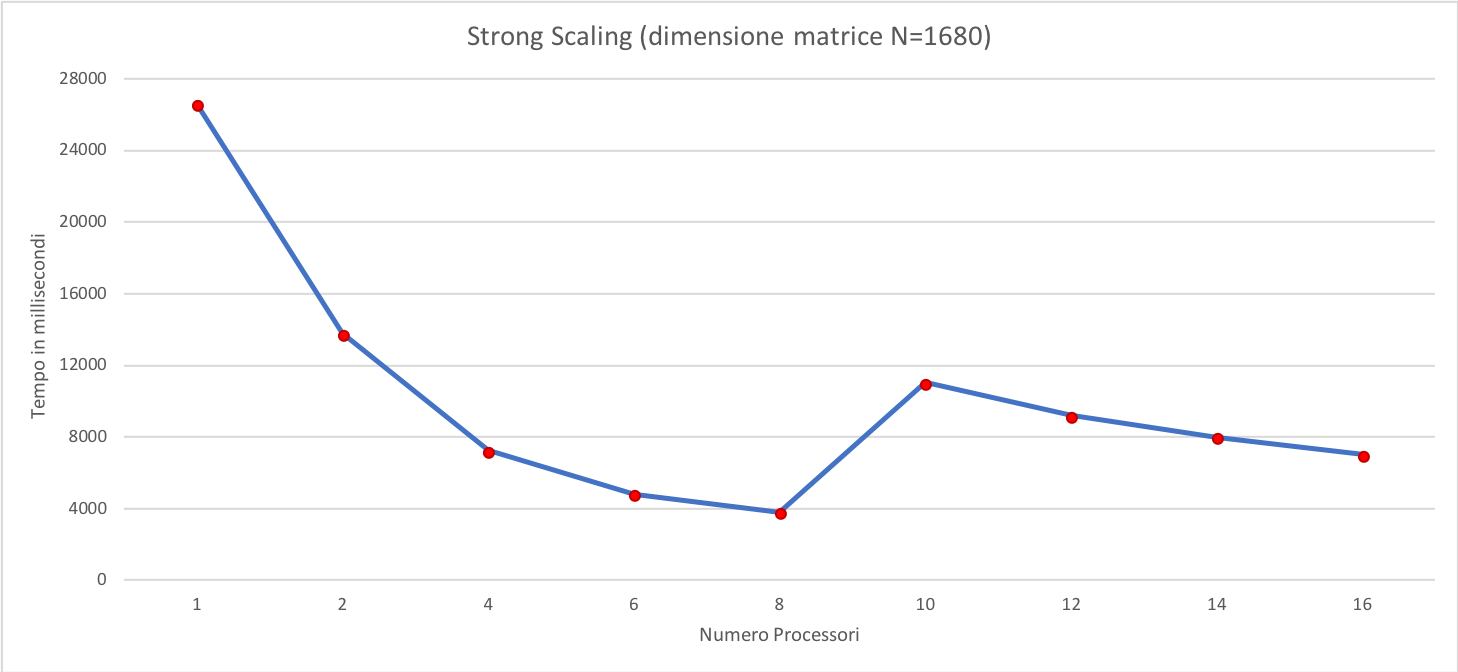 Strong Scaling (dimensione matrice N=1680)
28000
24000
20000
16000
12000
8000
4000
0
Tempo in millisecondi
1 2 4 6 8 10 12 14 16
Numero Processori